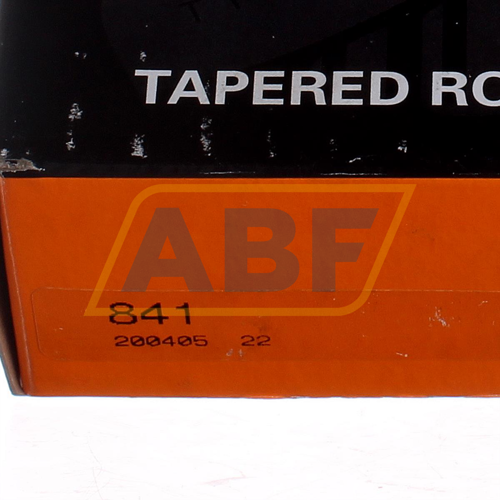 TAPERED RO
ABF
841
200405 22